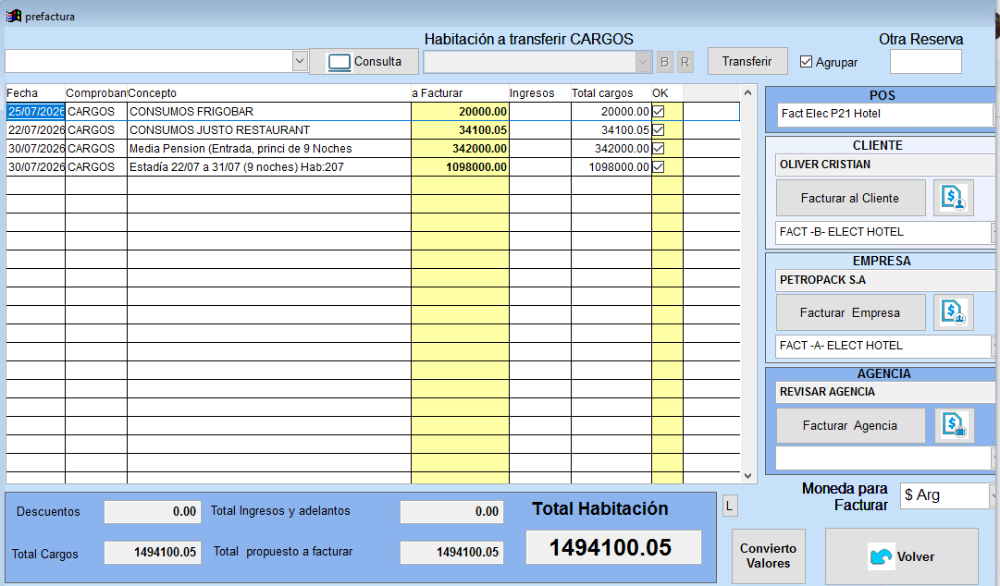 prefactura
Habitación a transferir CARGOS
Otra Reserva
Consulta
B
R
Transferir
Agrupar
Fecha Comproban Concepto a Facturar Ingresos Total cargos OK
25/07/2026 CARGOS CONSUMOS FRIGOBAR 20000.00 20000.00
22/07/2026 CARGOS CONSUMOS JUSTO RESTAURANT 34100.05 34100.05
30/07/2026 CARGOS Media Pension (Entrada, princi de 9 Noches 342000.00 342000.00
30/07/2026 CARGOS Estadía 22/07 a 31/07 (9 noches) Hab:207 1098000.00 1098000.00
POS
Fact Elec P21 Hotel
CLIENTE
OLIVER CRISTIAN
Facturar al Cliente
FACT -B- ELECT HOTEL
EMPRESA
PETROPACK S.A
Facturar Empresa
FACT -A- ELECT HOTEL
AGENCIA
REVISAR AGENCIA
Facturar Agencia
Moneda para
Facturar
$ Arg
Descuentos 0.00 Total Ingresos y adelantos 0.00
Total Cargos 1494100.05 Total propuesto a facturar 1494100.05
Total Habitación
1494100.05
L
Convierto
Valores
Volver